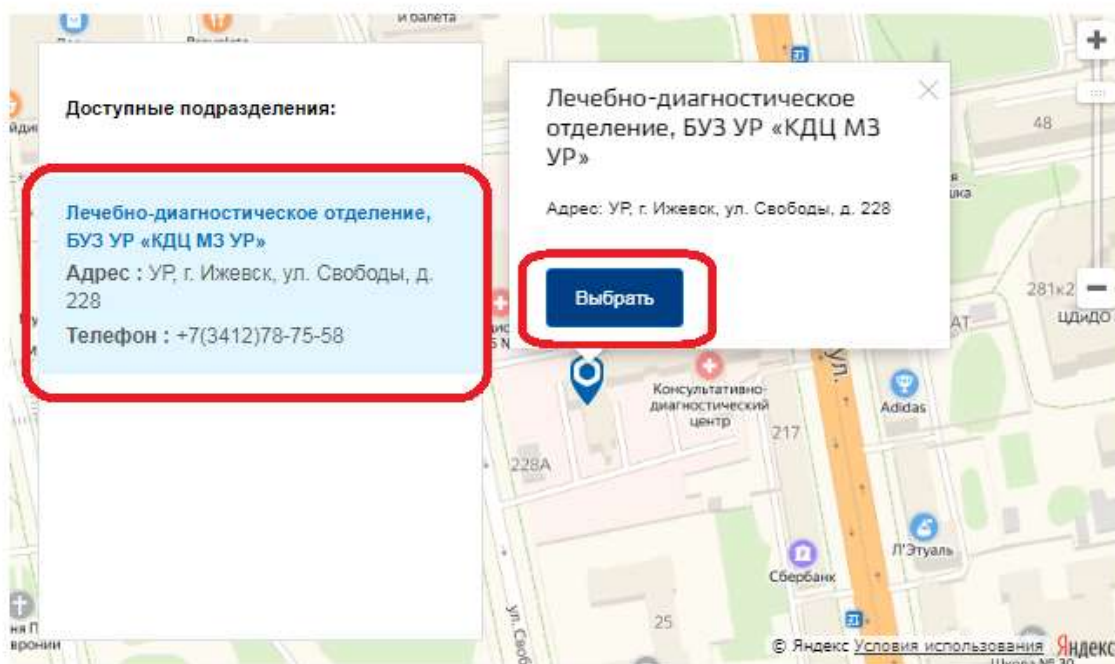 и балета
Доступные подразделения:
Лечебно-диагностическое отделение,
БУЗ УР «КДЦ МЗ УР»
Адрес : УР, г. Ижевск, ул. Свободы, д.
228
Телефон : +7(3412)78-75-58
Лечебно-диагностическое
отделение, БУЗ УР «КДЦ МЗ
УР»
Адрес: УР, г. Ижевск, ул. Свободы, д. 228
Выбрать
48
281к2
ЦДиДО
ул.
Консультативно-
диагностический
центр
Adidas
217
228А
Л'Этуаль
Сбербанк
25
© Яндекс Условия использования Яндекс